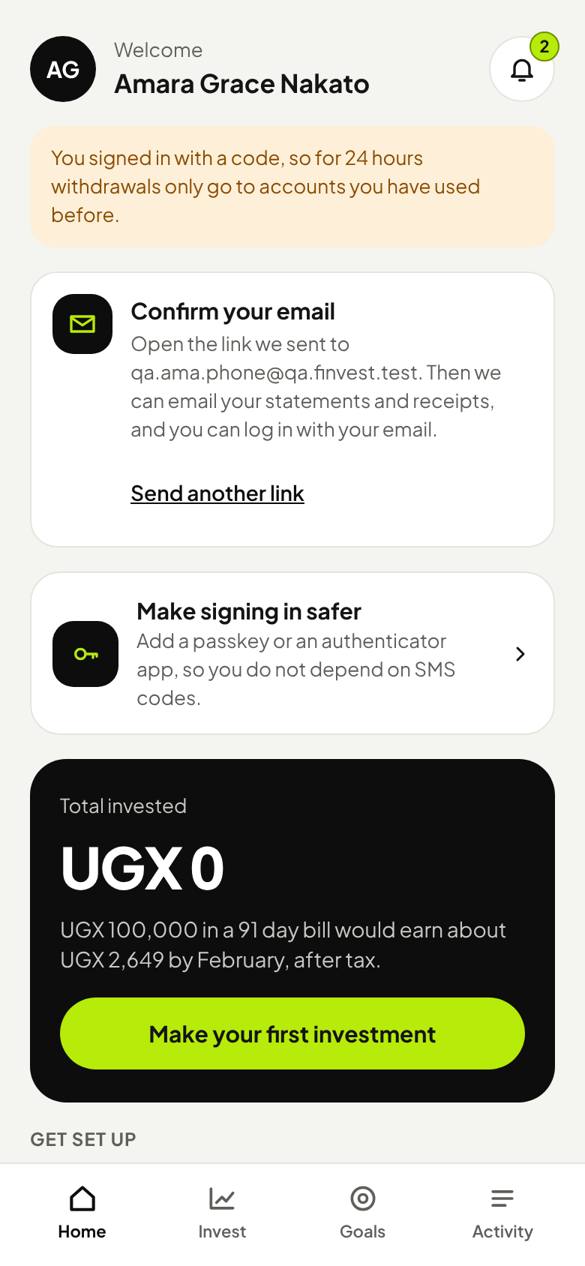 AG
Welcome
Amara Grace Nakato
2
You signed in with a code, so for 24 hours
withdrawals only go to accounts you have used
before.
Confirm your email
Open the link we sent to
qa.ama.phone@qa.finvest.test. Then we
can email your statements and receipts,
and you can log in with your email.
Send another link
Make signing in safer
Add a passkey or an authenticator
app, so you do not depend on SMS
codes.
Total invested
UGX 0
UGX 100,000 in a 91 day bill would earn about
UGX 2,649 by February, after tax.
Make your first investment
GET SET UP
Home
Invest
Goals
Activity